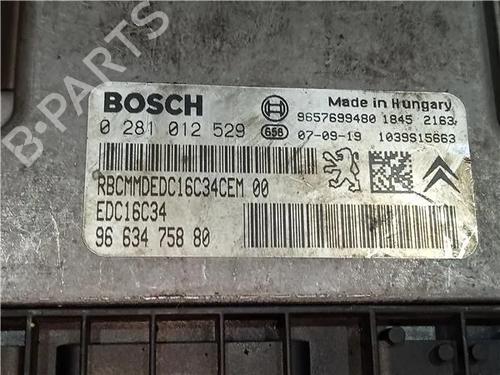 BOSCH
Made in Hungary
9657699480 1845 2163
0 281 012 529
656
07-09-19 1039S15663
RBCMMDEDC16C34CEM 00
EDC16C34
96 634 758 80
B-PARTS